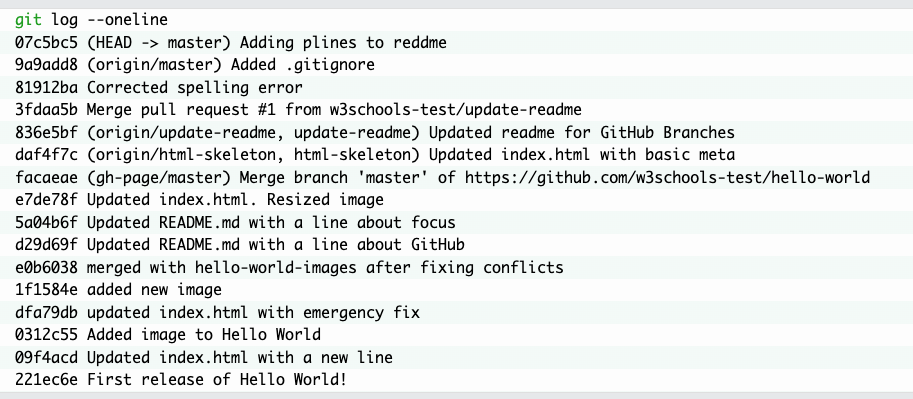 git log --oneline
07c5bc5 (HEAD -> master) Adding plines to reddme
9a9add8 (origin/master) Added .gitignore
81912ba Corrected spelling error
3fdaa5b Merge pull request #1 from w3schools-test/update-readme
836e5bf (origin/update-readme, update-readme) Updated readme for GitHub Branches
daf4f7c (origin/html-skeleton, html-skeleton) Updated index.html with basic meta
facaeae (gh-page/master) Merge branch 'master' of https://github.com/w3schools-test/hello-world
e7de78f Updated index.html. Resized image
5a04b6f Updated README.md with a line about focus
d29d69f Updated README.md with a line about GitHub
e0b6038 merged with hello-world-images after fixing conflicts
1f1584e added new image
dfa79db updated index.html with emergency fix
0312c55 Added image to Hello World
09f4acd Updated index.html with a new line
221ec6e First release of Hello World!